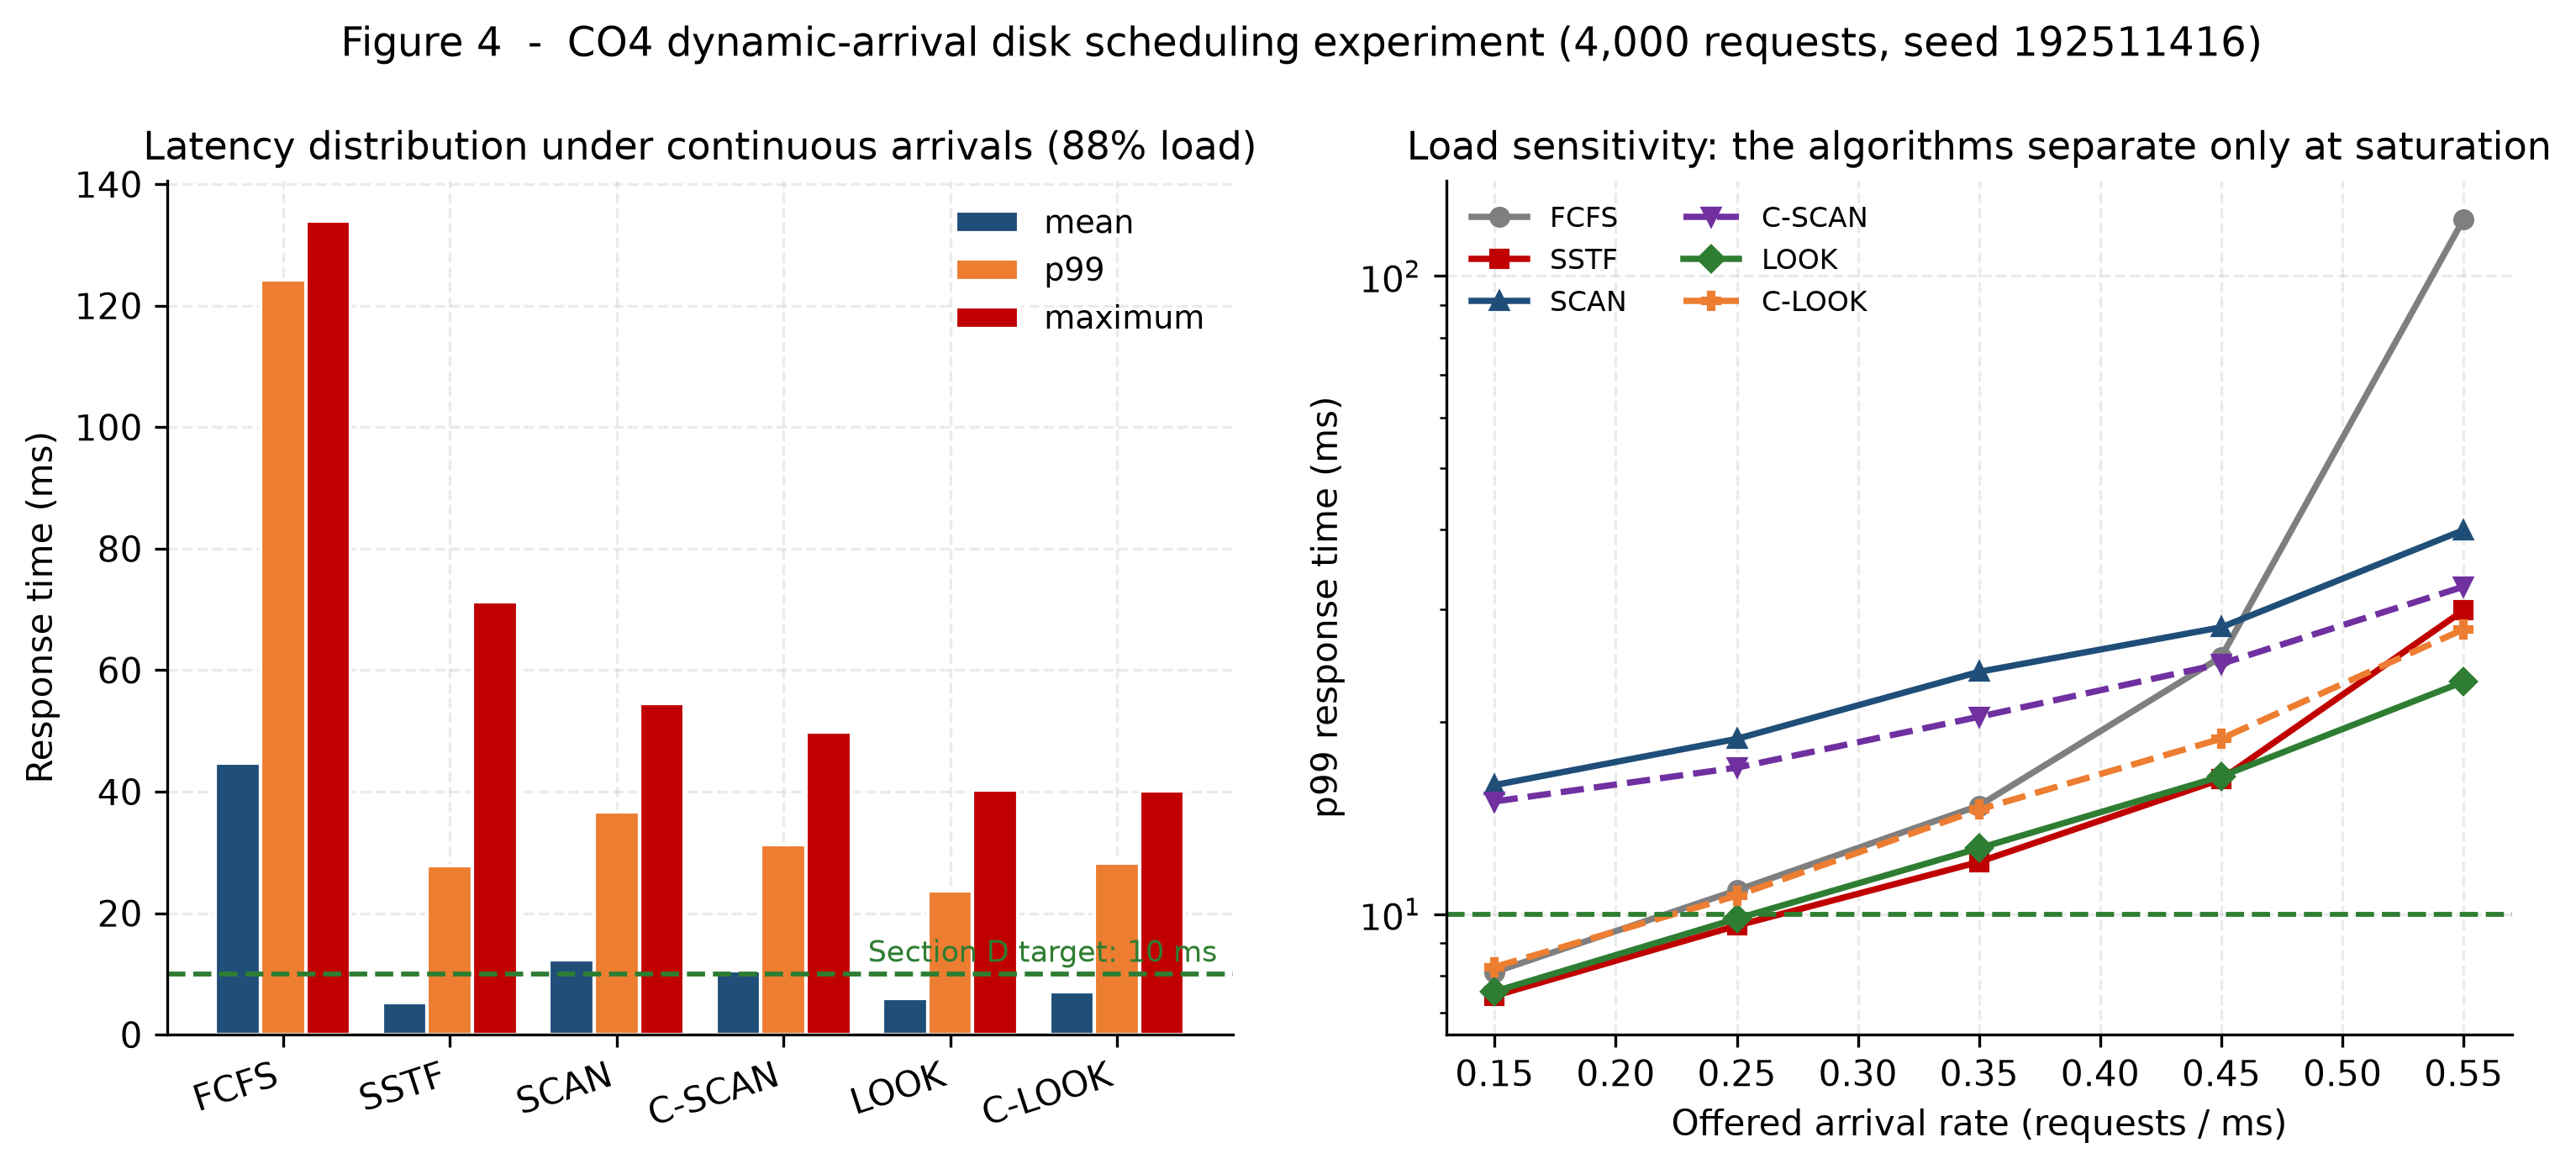 Figure 4  -  CO4 dynamic-arrival disk scheduling experiment (4,000 requests, seed 192511416)
Latency distribution under continuous arrivals (88% load)
Response time (ms)
140
120
100
80
60
40
20
0
mean
p99
maximum
Section D target: 10 ms
FCFS
SSTF
SCAN
C-SCAN
LOOK
C-LOOK
Load sensitivity: the algorithms separate only at saturation
p99 response time (ms)
10²
10¹
FCFS
SSTF
SCAN
C-SCAN
LOOK
C-LOOK
0.15 0.20 0.25 0.30 0.35 0.40 0.45 0.50 0.55
Offered arrival rate (requests / ms)